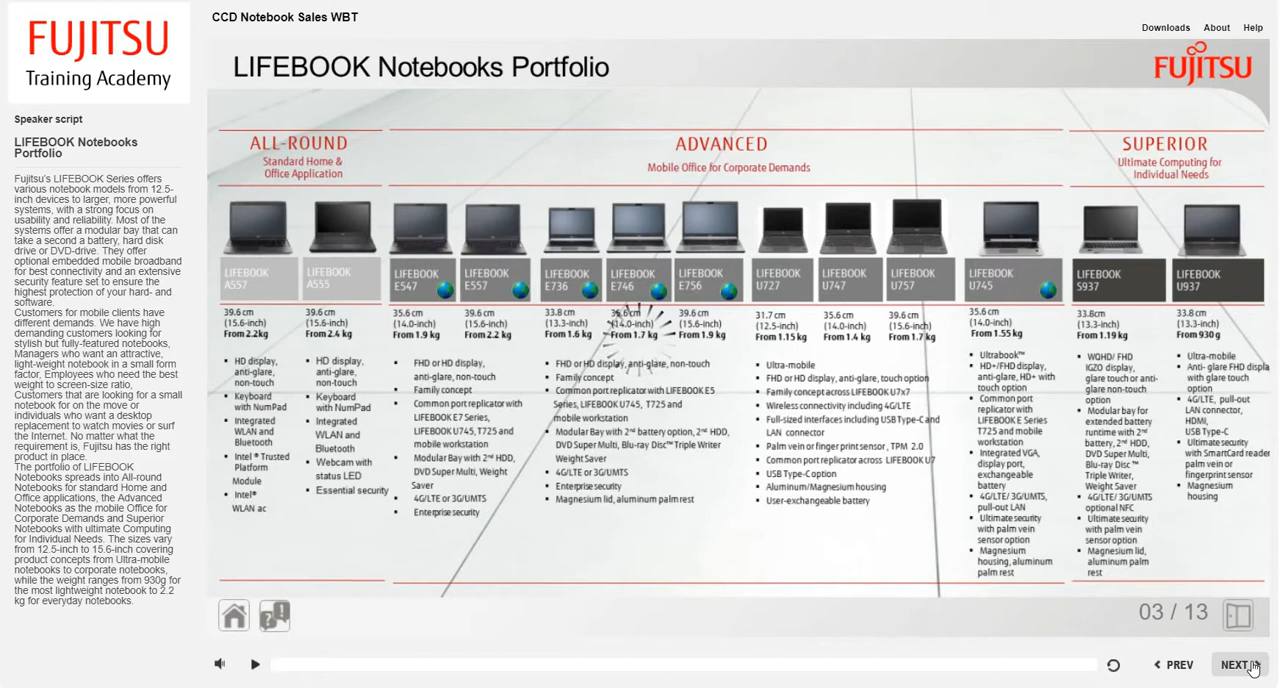 FUJITSU
Training Academy
CCD Notebook Sales WBT
Downloads About Help
Speaker script
LIFEBOOK Notebooks
Portfolio
Fujitsu's LIFEBOOK Series offers
various notebook models from 12.5-
inch devices to larger, more powerful
systems, with a strong focus on
usability and reliability. Most of the
systems offer a modular bay that can
take a second a battery, hard disk
drive or DVD-drive. They offer
optional embedded mobile broadband
for best connectivity and an extensive
security feature set to ensure the
highest protection of your hard- and
software.
Customers for mobile clients have
different demands. We have high
demanding customers looking for
stylish but fully-featured notebooks,
Managers who want an attractive,
light-weight notebook in a small form
factor, Employees who need the best
weight to screen-size ratio,
Customers that are looking for a small
notebook for on the move or
individuals who want a desktop
replacement to watch movies or surf
the Internet. No matter what the
requirement is, Fujitsu has the right
product in place.
The portfolio of LIFEBOOK
Notebooks spreads into All-round
Notebooks for standard Home and
Office applications, the Advanced
Notebooks as the mobile Office for
Corporate Demands and Superior
Notebooks with ultimate Computing
for Individual Needs. The sizes vary
from 12.5-inch to 15.6-inch covering
product concepts from Ultra-mobile
notebooks to corporate notebooks,
while the weight ranges from 930g for
the most lightweight notebook to 2.2
kg for everyday notebooks.
LIFEBOOK Notebooks Portfolio
FUJITSU
ALL-ROUND
Standard Home &
Office Application
ADVANCED
Mobile Office for Corporate Demands
SUPERIOR
Ultimate Computing for
Individual Needs
LIFEBOOK
A557
39.6 cm
(15.6-inch)
From 2.2kg
▪ HD display,
anti-glare,
non-touch
▪ Keyboard
with NumPad
▪ Integrated
WLAN and
Bluetooth
▪ Intel ® Trusted
Platform
Module
▪ Intel®
WLAN ac
LIFEBOOK
A555
39.6 cm
(15.6-inch)
From 2.4 kg
▪ HD display,
anti-glare,
non-touch
▪ Keyboard
with NumPad
▪ Integrated
WLAN and
Bluetooth
▪ Webcam with
status LED
▪ Essential security
LIFEBOOK
E547
35.6 cm
(14.0-inch)
From 1.9 kg
LIFEBOOK
E557
39.6 cm
(15.6-inch)
From 2.2 kg
▪ FHD or HD display,
anti-glare, non-touch
▪ Family concept
▪ Common port replicator with
LIFEBOOK E7 Series,
LIFEBOOK U745, T725 and
mobile workstation
▪ Modular Bay with 2nd HDD,
DVD Super Multi, Weight
Saver
▪ 4G/LTE or 3G/UMTS
▪ Enterprise security
LIFEBOOK
E736
33.8 cm
(13.3-inch)
From 1.6 kg
LIFEBOOK
E746
35.6 cm
(14.0-inch)
From 1.7 kg
LIFEBOOK
E756
39.6 cm
(15.6-inch)
From 1.9 kg
▪ FHD or HD display, anti-glare, non-touch
▪ Family concept
▪ Common port replicator with LIFEBOOK E5
Series, LIFEBOOK U745, T725 and
mobile workstation
▪ Modular Bay with 2nd battery option, 2nd HDD,
DVD Super Multi, Blu-ray Disc™ Triple Writer
Weight Saver
▪ 4G/LTE or 3G/UMTS
▪ Enterprise security
▪ Magnesium lid, aluminum palm rest
LIFEBOOK
U727
31.7 cm
(12.5-inch)
From 1.15 kg
LIFEBOOK
U747
35.6 cm
(14.0-inch)
From 1.4 kg
LIFEBOOK
U757
39.6 cm
(15.6-inch)
From 1.7 kg
▪ Ultra-mobile
▪ FHD or HD display, anti-glare, touch option
▪ Family concept across LIFEBOOK U7x7
▪ Wireless connectivity including 4G/LTE
▪ Full-sized interfaces including USB Type-C and
LAN connector
▪ Palm vein or finger print sensor, TPM 2.0
▪ Common port replicator across LIFEBOOK U7
▪ USB Type-C option
▪ Aluminum/Magnesium housing
▪ User-exchangeable battery
LIFEBOOK
U745
35.6 cm
(14.0-inch)
From 1.55 kg
▪ Ultrabook™
▪ HD+/FHD display,
anti-glare, HD+ with
touch option
▪ Common port
replicator with
LIFEBOOK E Series
T725 and mobile
workstation
▪ Integrated VGA,
display port,
exchangeable
battery
▪ 4G/LTE/ 3G/UMTS,
pull-out LAN
▪ Ultimate security
with palm vein
sensor option
▪ Magnesium
housing, aluminum
palm rest
LIFEBOOK
S937
33.8cm
(13.3-inch)
From 1.19 kg
▪ WQHD/ FHD
IGZO display,
glare touch or anti-
glare non-touch
option
▪ Modular bay for
extended battery
runtime with 2nd
battery, 2nd HDD,
DVD Super Multi,
Blu-ray Disc ™
Triple Writer,
Weight Saver
▪ 4G/LTE/ 3G/UMTS
optional NFC
▪ Ultimate security
with palm vein
sensor option
▪ Magnesium lid,
aluminum palm
rest
LIFEBOOK
U937
33.8 cm
(13.3-inch)
From 930 g
▪ Ultra-mobile
▪ Anti- glare FHD displa
with glare touch
option
▪ 4G/LTE, pull-out
LAN connector,
HDMI,
USB Type-C
▪ Ultimate security
with SmartCard reader
palm vein or
fingerprint sensor
▪ Magnesium
housing
03 / 13
PREV
NEXT